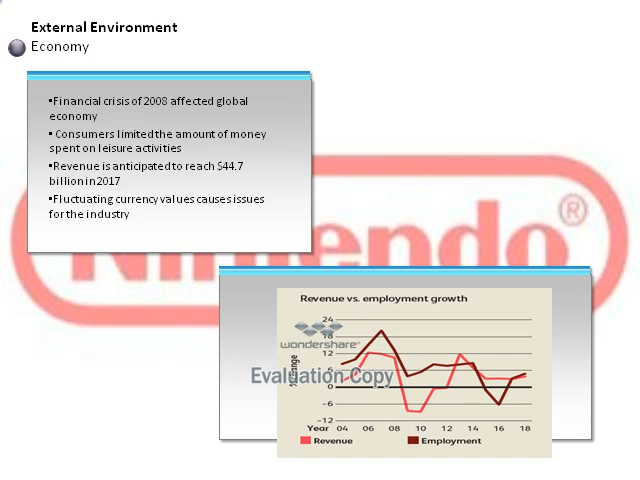 External Environment
Economy
•Financial crisis of 2008 affected global
economy
• Consumers limited the amount of money
spent on leisure activities
•Revenue is anticipated to reach $44.7
billion in 2017
•Fluctuating currency values causes issues
for the industry
Nintendo®
Revenue vs. employment growth
24
18
wondershare™
12
6
Evaluation Copy
% change
0
−6
−12
Year 04 06 08 10 12 14 16 18
Revenue Employment